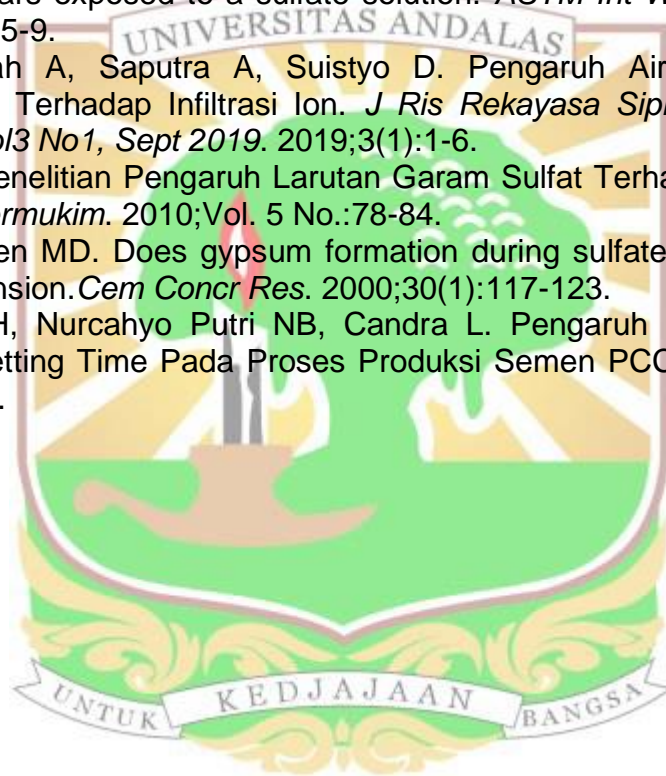 ars exposed to a sulfate solution. ASTM Int
5-9.
UNIVERSITAS ANDALAS
ah A, Saputra A, Suistyo D. Pengaruh Air
Terhadap Infiltrasi Ion. J Ris Rekayasa Sip
ol3 No1, Sept 2019. 2019;3(1):1-6.
enelitian Pengaruh Larutan Garam Sulfat Terha
ermukim. 2010;Vol. 5 No.:78-84.
en MD. Does gypsum formation during sulfate
nsion.Cem Concr Res. 2000;30(1):117-123.
H, Nurcahyo Putri NB, Candra L. Pengaruh
etting Time Pada Proses Produksi Semen PCC
.
UNTUK KEDJAJAAN BANGSA